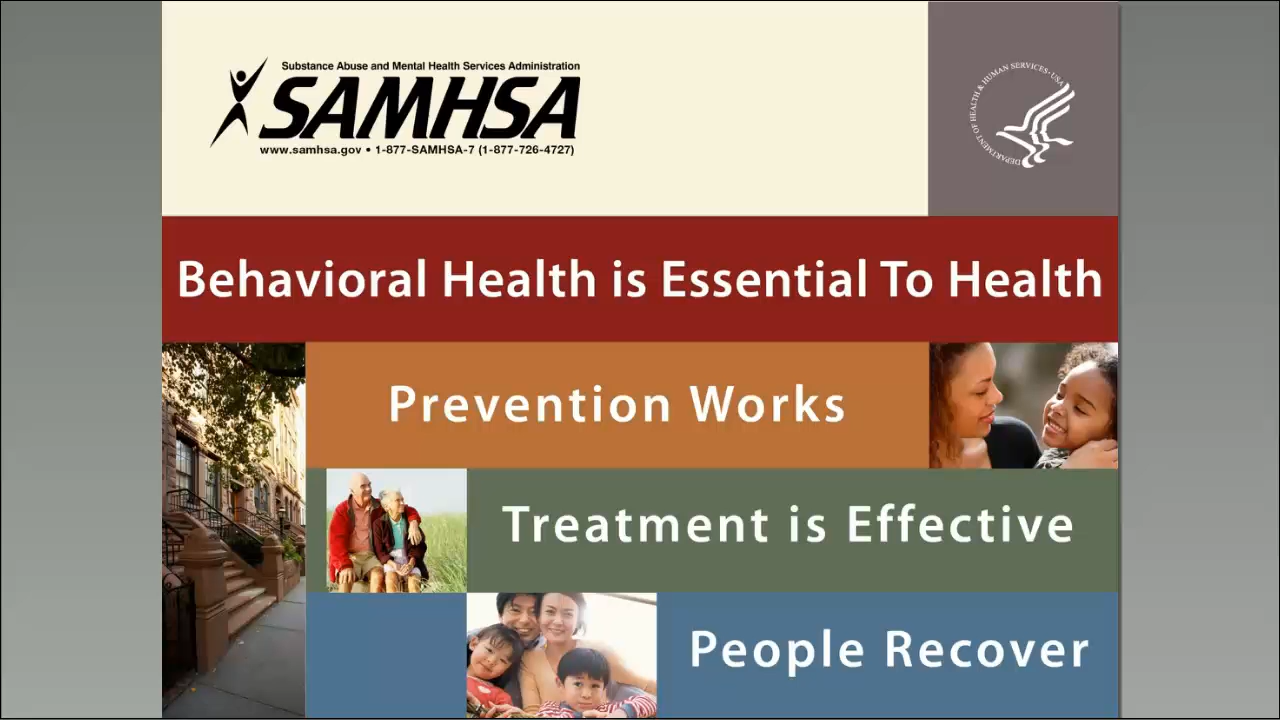 Substance Abuse and Mental Health Services Administration
SAMHSA
www.samhsa.gov • 1-877-SAMHSA-7 (1-877-726-4727)
DEPARTMENT OF HEALTH & HUMAN SERVICES • USA
Behavioral Health is Essential To Health
Prevention Works
Treatment is Effective
People Recover